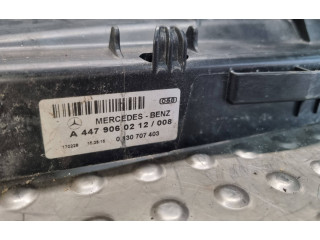 MERCEDES-BENZ
A 447 906 02 12 / 008
0 130 707 403